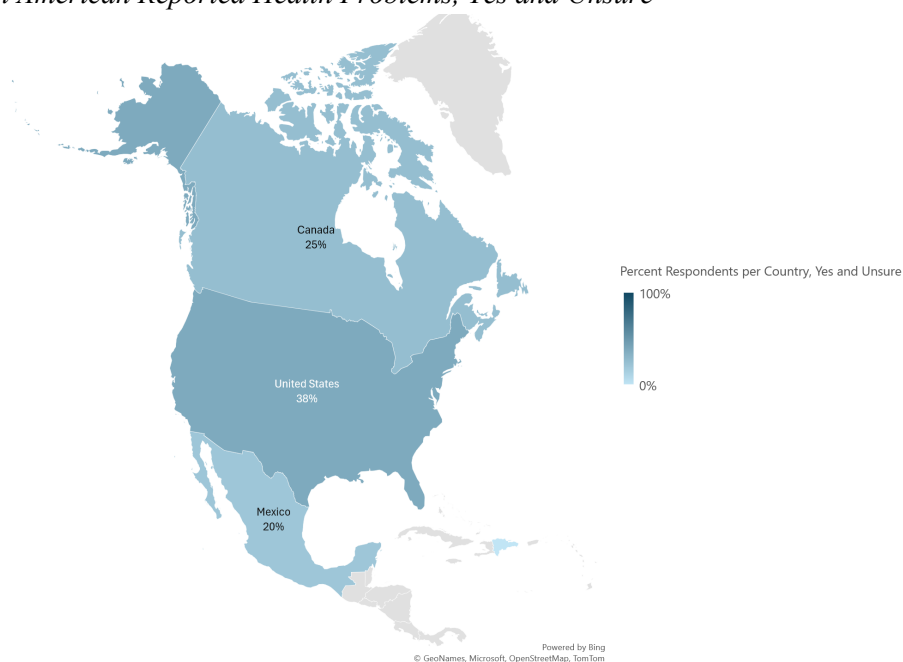 American Reported Health Problems, Yes and Unsure
Canada
25%
Percent Respondents per Country, Yes and Unsure
100%
0%
United States
38%
Mexico
20%
Powered by Bing
© GeoNames, Microsoft, OpenStreetMap, TomTom